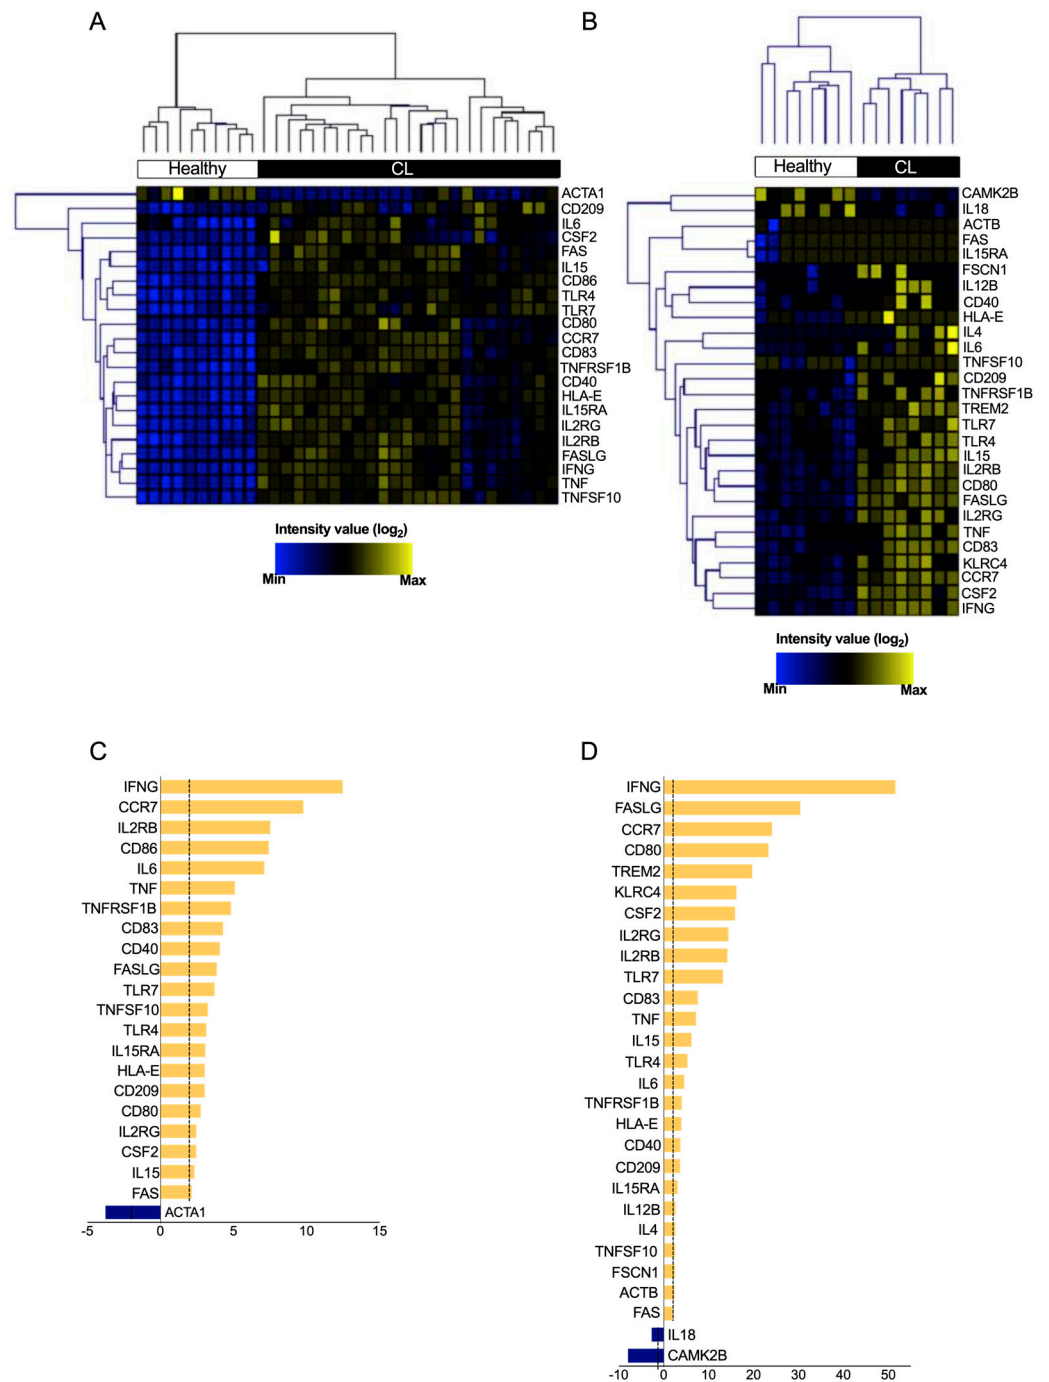 A
Healthy
CL
ACTA1
CD209
IL6
CSF2
FAS
IL15
CD86
TLR4
TLR7
CD80
CCR7
CD83
TNFRSF1B
CD40
HLA-E
IL15RA
IL2RG
IL2RB
FASLG
IFNG
TNF
TNFSF10
Intensity value (log2)
Min
Max
B
Healthy
CL
CAMK2B
IL18
ACTB
FAS
IL15RA
FSCN1
IL12B
CD40
HLA-E
IL4
IL6
TNFSF10
CD209
TNFRSF1B
TREM2
TLR7
TLR4
IL15
IL2RB
CD80
FASLG
IL2RG
TNF
CD83
KLRC4
CCR7
CSF2
IFNG
Intensity value (log2)
Min
Max
C
IFNG
CCR7
IL2RB
CD86
IL6
TNF
TNFRSF1B
CD83
CD40
FASLG
TLR7
TNFSF10
TLR4
IL15RA
HLA-E
CD209
CD80
IL2RG
CSF2
IL15
FAS
ACTA1
-5 0 5 10 15
D
IFNG
FASLG
CCR7
CD80
TREM2
KLRC4
CSF2
IL2RG
IL2RB
TLR7
CD83
TNF
IL15
TLR4
IL6
TNFRSF1B
HLA-E
CD40
CD209
IL15RA
IL12B
IL4
TNFSF10
FSCN1
ACTB
FAS
IL18
CAMK2B
-10 0 10 20 30 40 50